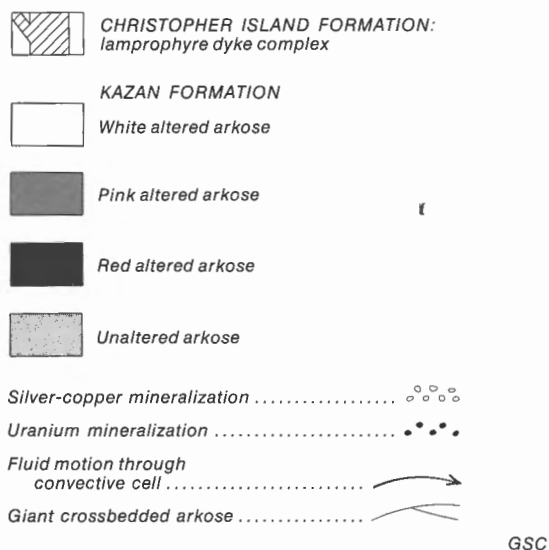 CHRISTOPHER ISLAND FORMATION:
lamprophyre dyke complex
KAZAN FORMATION
White altered arkose
Pink altered arkose
Red altered arkose
Unaltered arkose
Silver-copper mineralization ....................
Uranium mineralization ........................
Fluid motion through
convective cell .........................
Giant crossbedded arkose ................
GSC